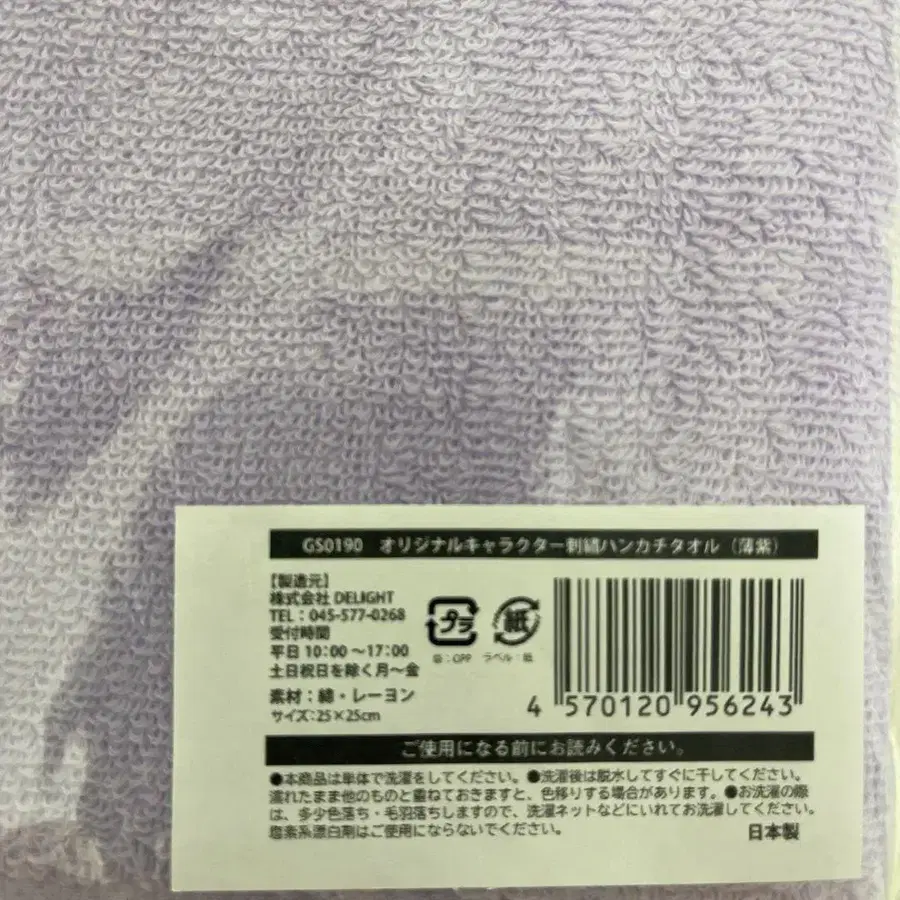 GS0190 オリジナルキャラクター刺繍ハンカチタオル（薄紫）
【製造元】
株式会社 DELIGHT
TEL：045-577-0268
受付時間
平日 10：00 ～17：00
土日祝日を除く月～金
素材：綿・レーヨン
サイズ：25×25cm
プラ
袋：OPP
紙
ラベル：紙
4 570120 956243
ご使用になる前にお読みください。
●本商品は単体で洗濯をしてください。●洗濯後は脱水してすぐに干してください。
濡れたまま他のものと重ねておきますと、色移りする場合があります。●お洗濯の際
は、多少色落ち・毛羽落ちしますので、洗濯ネットなどにいれてお洗濯してください。
塩素系漂白剤はご使用にならないでください。
日本製